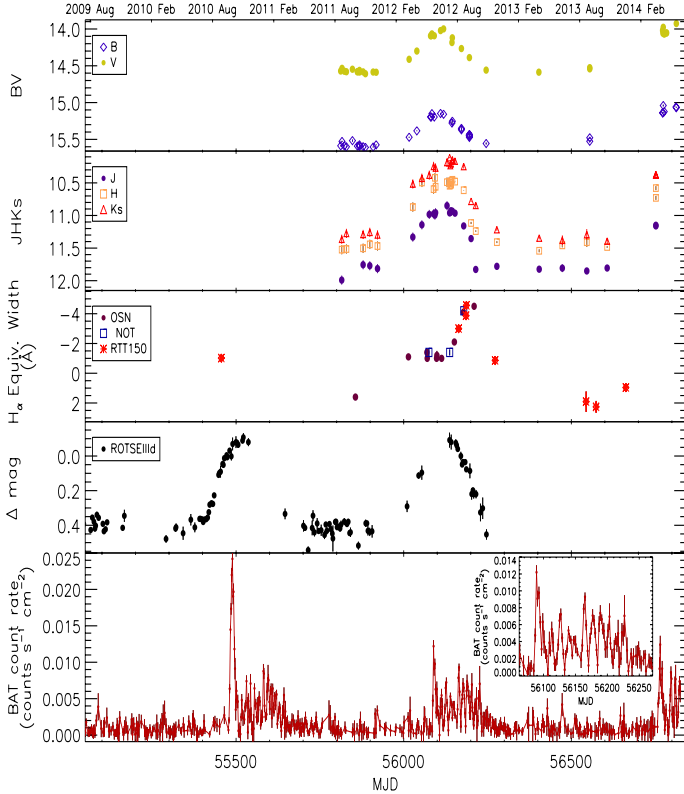 2009 Aug 2010 Feb 2010 Aug 2011 Feb 2011 Aug 2012 Feb 2012 Aug 2013 Feb 2013 Aug 2014 Feb
14.0
14.5
15.0
15.5
BV
B
V
10.5
11.0
11.5
12.0
JHKs
J
H
Ks
-4
-2
0
2
Hα Equiv. Width
(Å)
OSN
NOT
RTT150
0.0
0.2
0.4
Δ mag
ROTSEIIId
0.025
0.020
0.015
0.010
0.005
0.000
BAT count rate
(counts s⁻¹ cm⁻²)
0.014
0.012
0.010
0.008
0.006
0.004
0.002
0.000
BAT count rate
(counts s⁻¹ cm⁻²)
56100 56150 56200 56250
MJD
55500 56000 56500
MJD